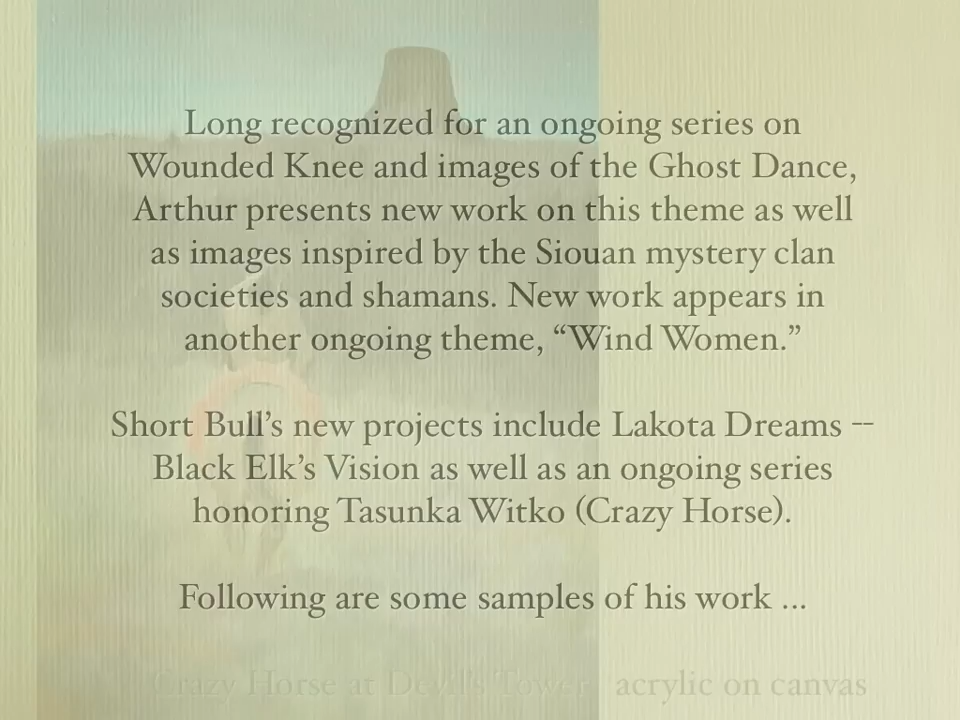 Long recognized for an ongoing series on
Wounded Knee and images of the Ghost Dance,
Arthur presents new work on this theme as well
as images inspired by the Siouan mystery clan
societies and shamans. New work appears in
another ongoing theme, “Wind Women.”
Short Bull’s new projects include Lakota Dreams --
Black Elk’s Vision as well as an ongoing series
honoring Tasunka Witko (Crazy Horse).
Following are some samples of his work ...
Crazy Horse at Devil’s Tower acrylic on canvas